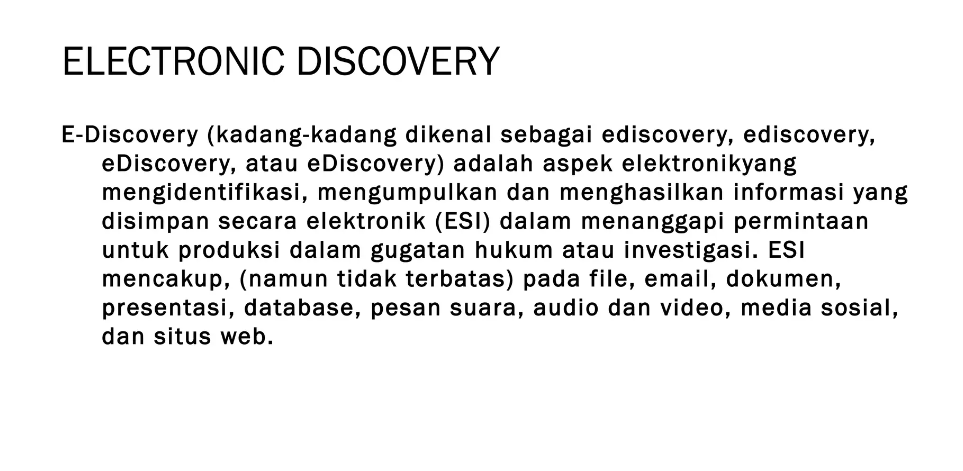 ELECTRONIC DISCOVERY
E-Discovery (kadang-kadang dikenal sebagai ediscovery, ediscovery,
eDiscovery, atau eDiscovery) adalah aspek elektronikyang
mengidentifikasi, mengumpulkan dan menghasilkan informasi yang
disimpan secara elektronik (ESI) dalam menanggapi permintaan
untuk produksi dalam gugatan hukum atau investigasi. ESI
mencakup, (namun tidak terbatas) pada file, email, dokumen,
presentasi, database, pesan suara, audio dan video, media sosial,
dan situs web.